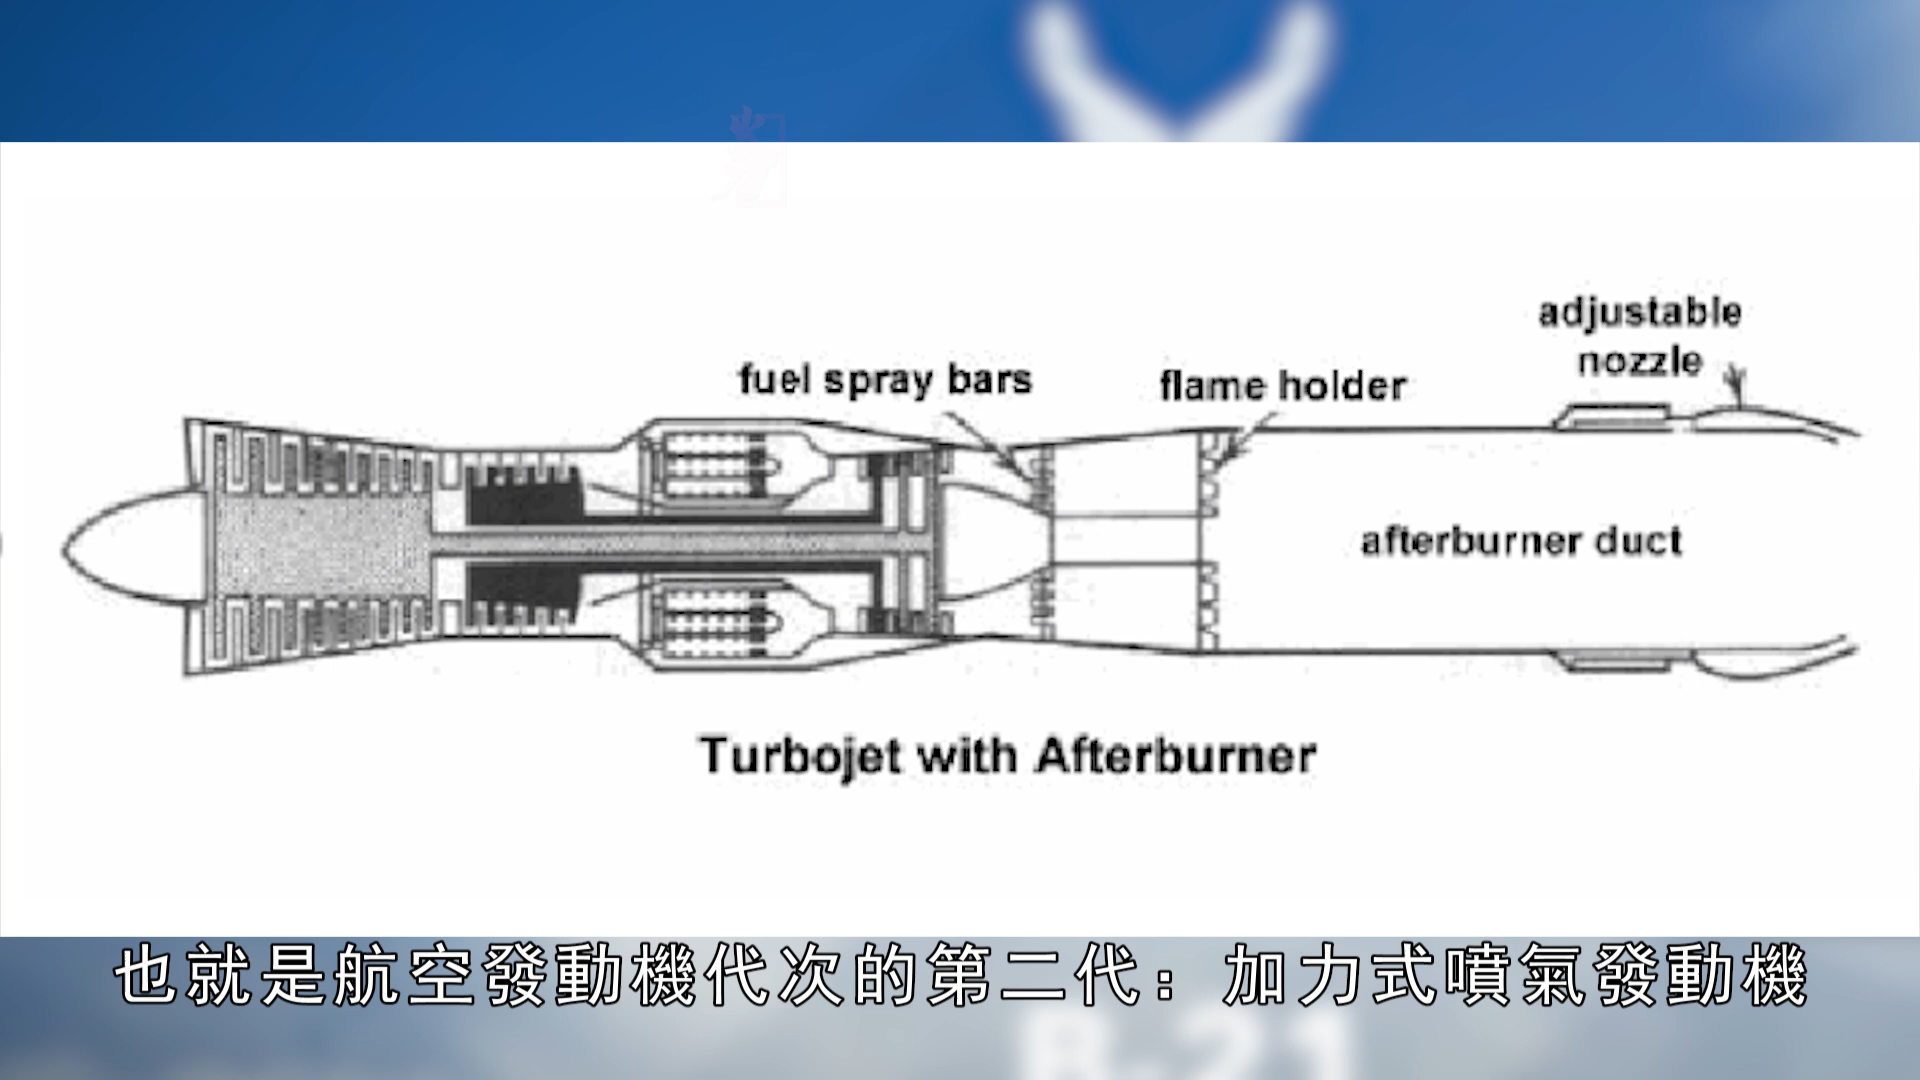 adjustable
nozzle
fuel spray bars
flame holder
afterburner duct
Turbojet with Afterburner
也就是航空發動機代次的第二代：加力式噴氣發動機
B-21